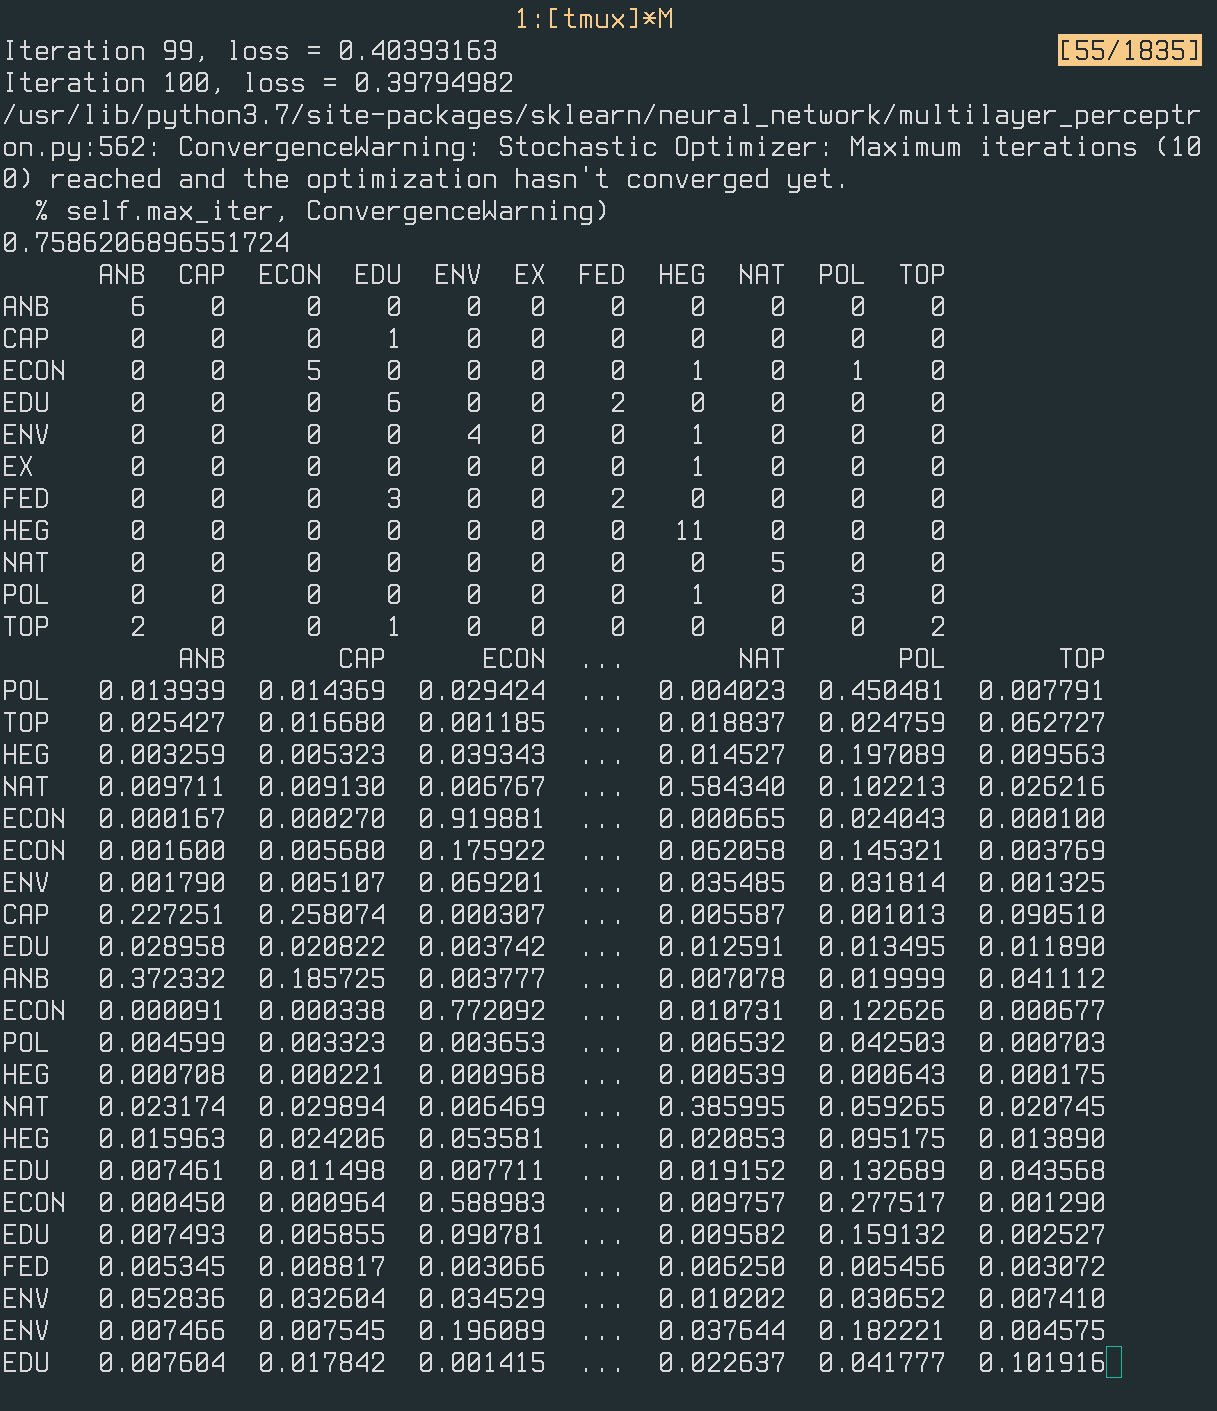 1:[tmux]*M
Iteration 99, loss = 0.40393163 [55/1835]
Iteration 100, loss = 0.39794982
/usr/lib/python3.7/site-packages/sklearn/neural_network/multilayer_perceptr
on.py:562: ConvergenceWarning: Stochastic Optimizer: Maximum iterations (10
0) reached and the optimization hasn't converged yet.
  % self.max_iter, ConvergenceWarning)
0.7586206896551724
      ANB  CAP  ECON  EDU  ENV  EX  FED  HEG  NAT  POL  TOP
ANB     6    0     0    0    0   0    0    0    0    0    0
CAP     0    0     0    1    0   0    0    0    0    0    0
ECON    0    0     5    0    0   0    0    1    0    1    0
EDU     0    0     0    6    0   0    2    0    0    0    0
ENV     0    0     0    0    4   0    0    1    0    0    0
EX      0    0     0    0    0   0    0    1    0    0    0
FED     0    0     0    3    0   0    2    0    0    0    0
HEG     0    0     0    0    0   0    0   11    0    0    0
NAT     0    0     0    0    0   0    0    0    5    0    0
POL     0    0     0    0    0   0    0    1    0    3    0
TOP     2    0     0    1    0   0    0    0    0    0    2
           ANB       CAP      ECON  ...       NAT       POL       TOP
POL   0.013939  0.014369  0.029424  ...  0.004023  0.450481  0.007791
TOP   0.025427  0.016680  0.001185  ...  0.018837  0.024759  0.062727
HEG   0.003259  0.005323  0.039343  ...  0.014527  0.197089  0.009563
NAT   0.009711  0.009130  0.006767  ...  0.584340  0.102213  0.026216
ECON  0.000167  0.000270  0.919881  ...  0.000665  0.024043  0.000100
ECON  0.001600  0.005680  0.175922  ...  0.062058  0.145321  0.003769
ENV   0.001790  0.005107  0.069201  ...  0.035485  0.031814  0.001325
CAP   0.227251  0.258074  0.000307  ...  0.005587  0.001013  0.090510
EDU   0.028958  0.020822  0.003742  ...  0.012591  0.013495  0.011890
ANB   0.372332  0.185725  0.003777  ...  0.007078  0.019999  0.041112
ECON  0.000091  0.000338  0.772092  ...  0.010731  0.122626  0.000677
POL   0.004599  0.003323  0.003653  ...  0.006532  0.042503  0.000703
HEG   0.000708  0.000221  0.000968  ...  0.000539  0.000643  0.000175
NAT   0.023174  0.029894  0.006469  ...  0.385995  0.059265  0.020745
HEG   0.015963  0.024206  0.053581  ...  0.020853  0.095175  0.013890
EDU   0.007461  0.011498  0.007711  ...  0.019152  0.132689  0.043568
ECON  0.000450  0.000964  0.588983  ...  0.009757  0.277517  0.001290
EDU   0.007493  0.005855  0.090781  ...  0.009582  0.159132  0.002527
FED   0.005345  0.008817  0.003066  ...  0.006250  0.005456  0.003072
ENV   0.052836  0.032604  0.034529  ...  0.010202  0.030652  0.007410
ENV   0.007466  0.007545  0.196089  ...  0.037644  0.182221  0.004575
EDU   0.007604  0.017842  0.001415  ...  0.022637  0.041777  0.101916